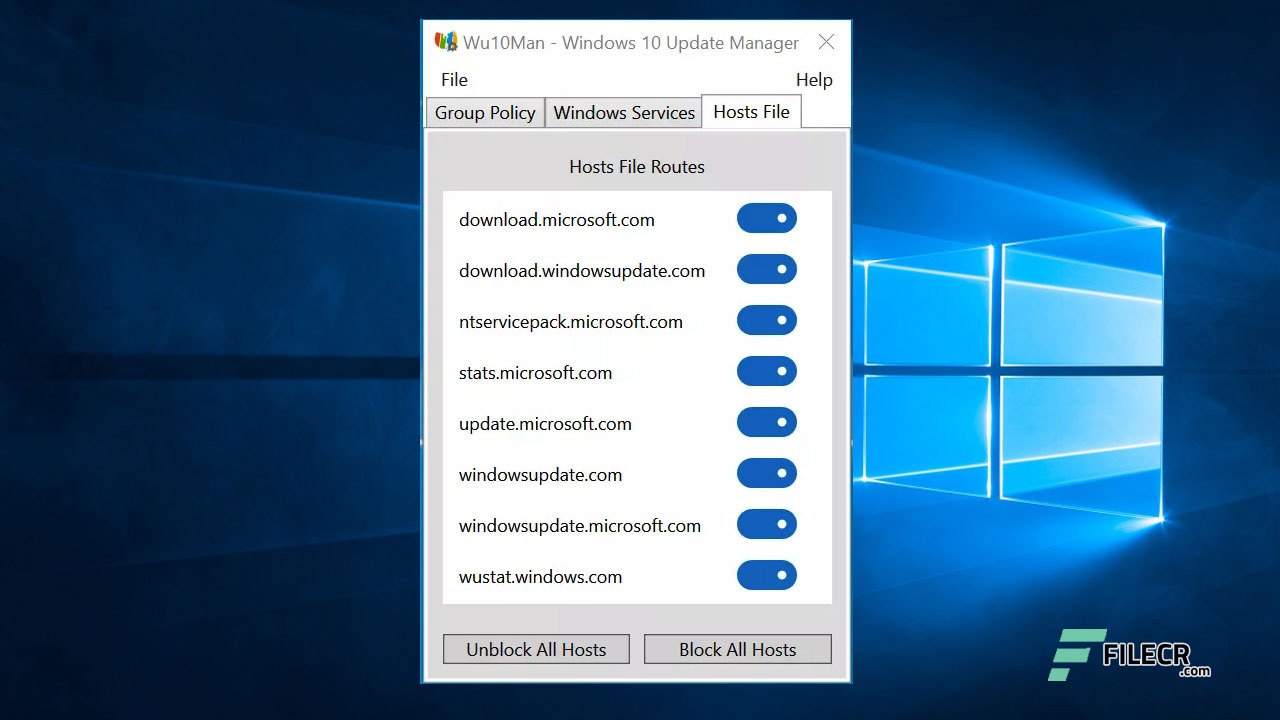 Wu10Man - Windows 10 Update Manager
File Help
Group Policy Windows Services Hosts File
Hosts File Routes
download.microsoft.com
download.windowsupdate.com
ntservicepack.microsoft.com
stats.microsoft.com
update.microsoft.com
windowsupdate.com
windowsupdate.microsoft.com
wustat.windows.com
Unblock All Hosts Block All Hosts
FILECR
.com